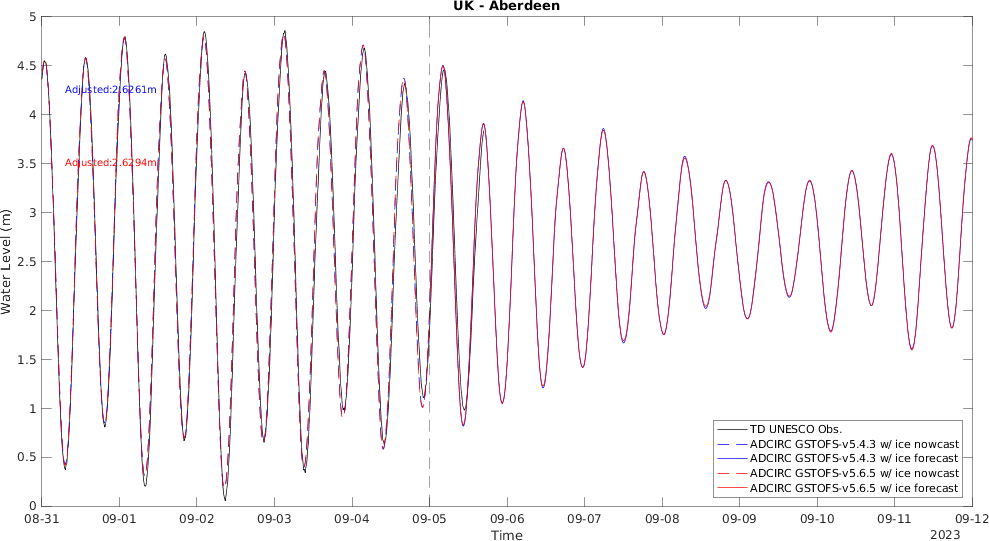 UK - Aberdeen
Water Level (m)
5
4.5
4
3.5
3
2.5
2
1.5
1
0.5
0
Adjusted:2.6261m
Adjusted:2.6294m
TD UNESCO Obs.
ADCIRC GSTOFS-v5.4.3 w/ ice nowcast
ADCIRC GSTOFS-v5.4.3 w/ ice forecast
ADCIRC GSTOFS-v5.6.5 w/ ice nowcast
ADCIRC GSTOFS-v5.6.5 w/ ice forecast
08-31 09-01 09-02 09-03 09-04 09-05 09-06 09-07 09-08 09-09 09-10 09-11 09-12
Time
2023